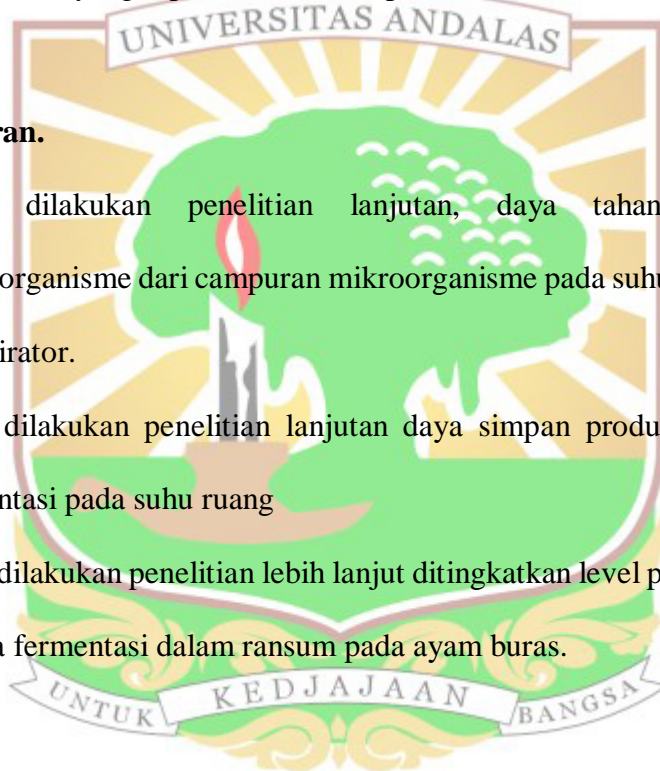 UNIVERSITAS ANDALAS
ran.
dilakukan penelitian lanjutan, daya tahan
organisme dari campuran mikroorganisme pada suhu
irator.
dilakukan penelitian lanjutan daya simpan produ
ntasi pada suhu ruang
dilakukan penelitian lebih lanjut ditingkatkan level p
a fermentasi dalam ransum pada ayam buras.
UNTUK KEDJAJAAN BANGSA